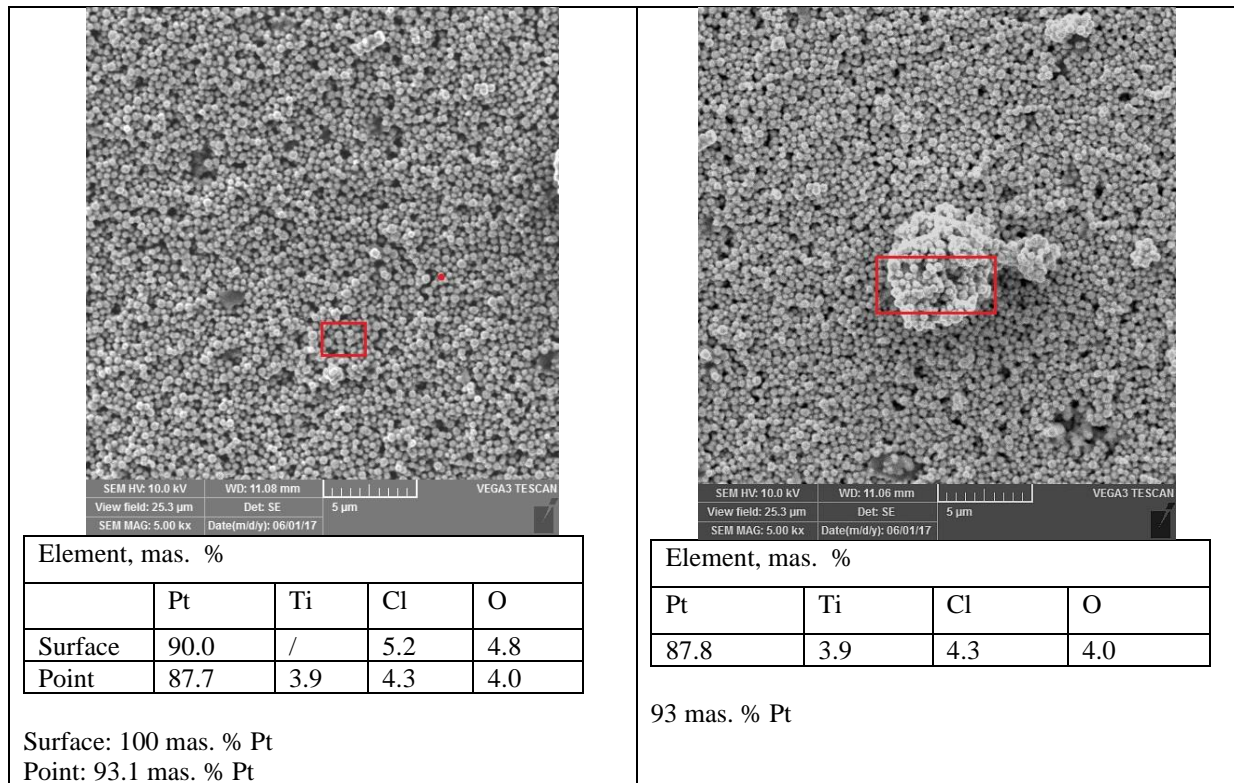 SEM HV: 10.0 kV WD: 11.08 mm VEGA3 TESCAN
View field: 25.3 µm Det: SE 5 µm
SEM MAG: 5.00 kx Date(m/d/y): 06/01/17
Element, mas. %
Pt Ti Cl O
Surface 90.0 / 5.2 4.8
Point 87.7 3.9 4.3 4.0
Surface: 100 mas. % Pt
Point: 93.1 mas. % Pt
SEM HV: 10.0 kV WD: 11.06 mm VEGA3 TESCAN
View field: 25.3 µm Det: SE 5 µm
SEM MAG: 5.00 kx Date(m/d/y): 06/01/17
Element, mas. %
Pt Ti Cl O
87.8 3.9 4.3 4.0
93 mas. % Pt